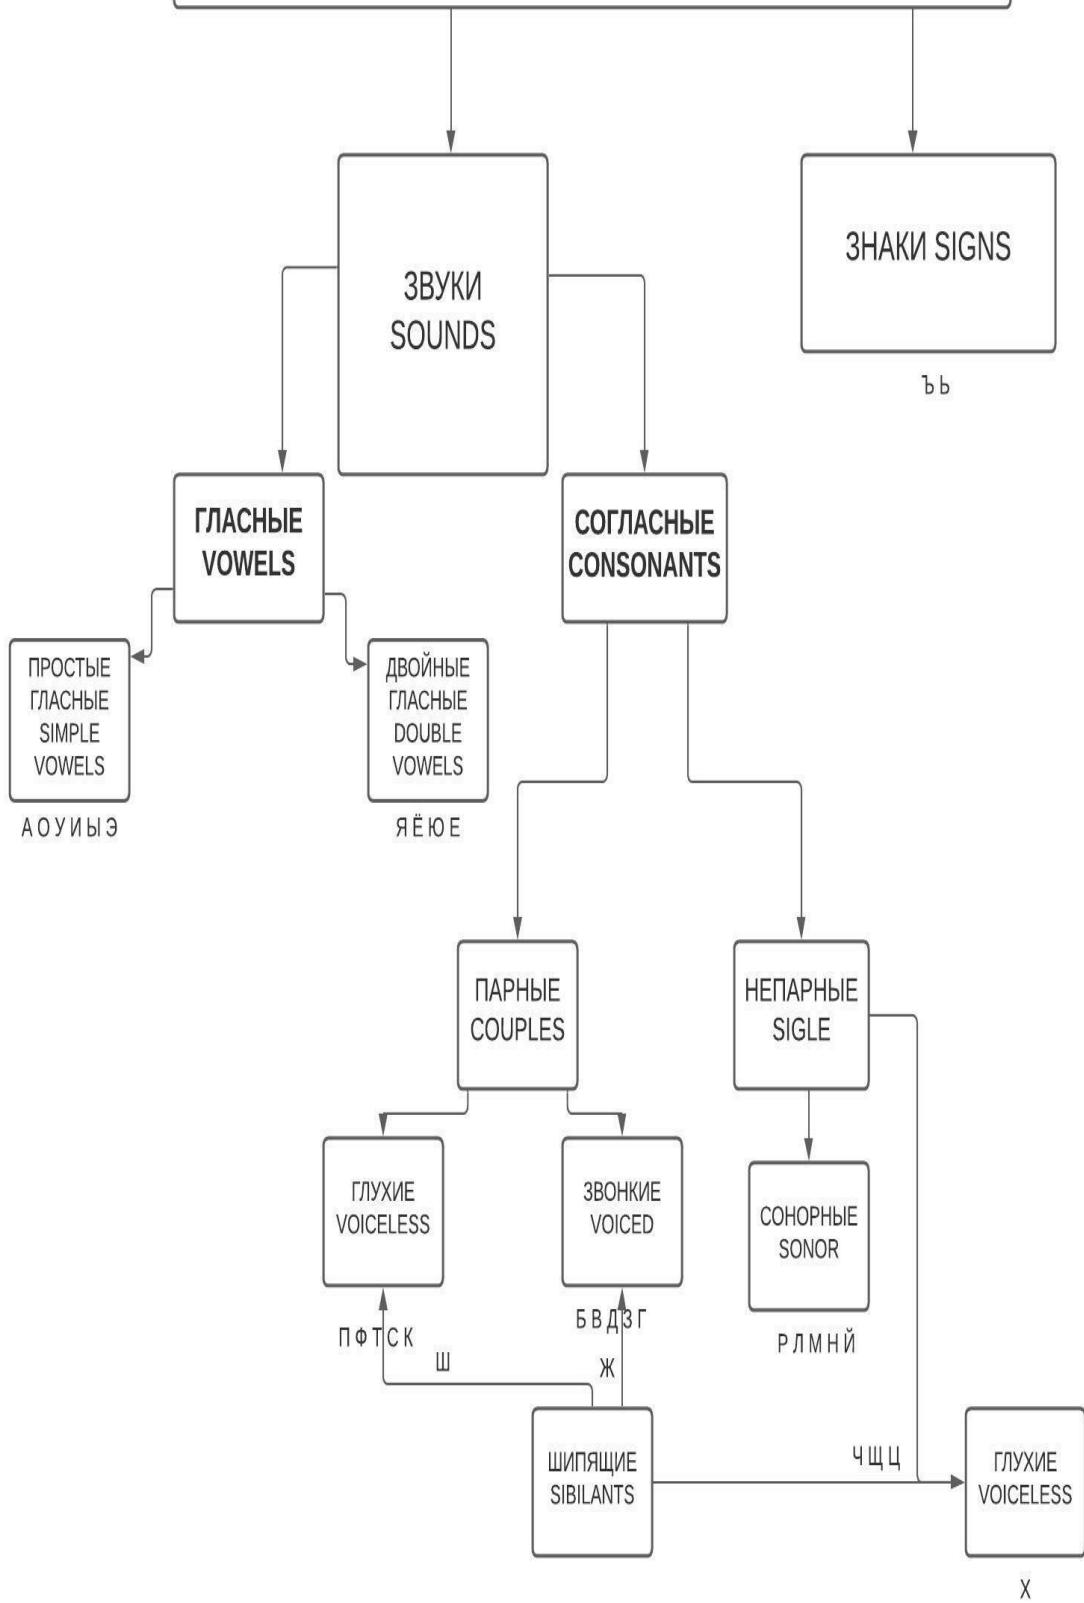 ЗВУКИ
SOUNDS
ЗНАКИ SIGNS
Ъ Ь
ГЛАСНЫЕ
VOWELS
СОГЛАСНЫЕ
CONSONANTS
ПРОСТЫЕ
ГЛАСНЫЕ
SIMPLE
VOWELS
А О У И Ы Э
ДВОЙНЫЕ
ГЛАСНЫЕ
DOUBLE
VOWELS
Я Ё Ю Е
ПАРНЫЕ
COUPLES
НЕПАРНЫЕ
SIGLE
ГЛУХИЕ
VOICELESS
П Ф Т С К
ЗВОНКИЕ
VOICED
Б В Д З Г
СОНОРНЫЕ
SONOR
Р Л М Н Й
Ш
Ж
ШИПЯЩИЕ
SIBILANTS
Ч Щ Ц
ГЛУХИЕ
VOICELESS
Х